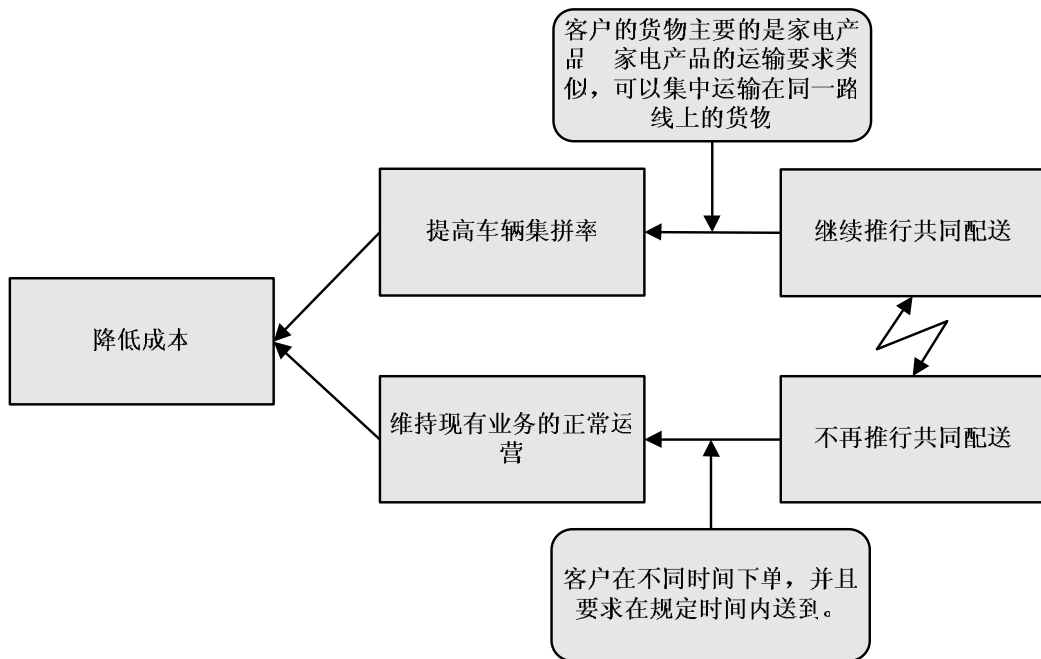 客户的货物主要的是家电产
品 家电产品的运输要求类
似，可以集中运输在同一路
线上的货物
提高车辆集拼率
继续推行共同配送
降低成本
维持现有业务的正常运
营
不再推行共同配送
客户在不同时间下单，并且
要求在规定时间内送到。